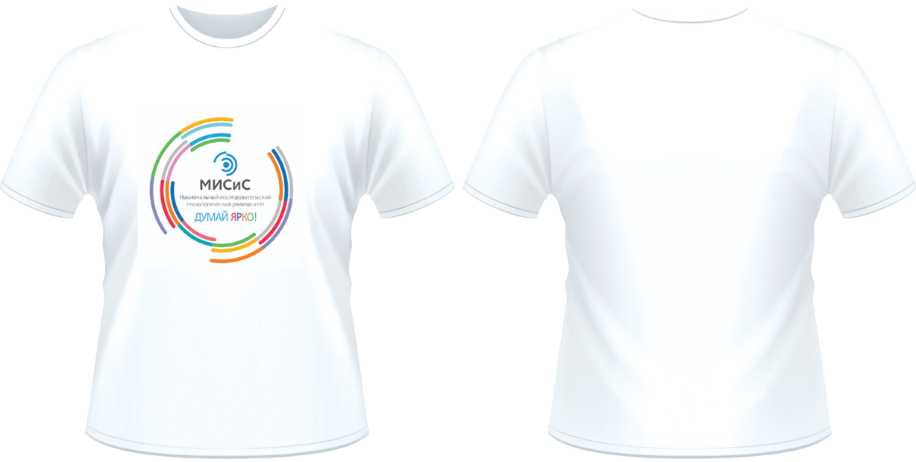 МИСиС
Национальный исследовательский
технологический университет
ДУМАЙ ЯРКО!